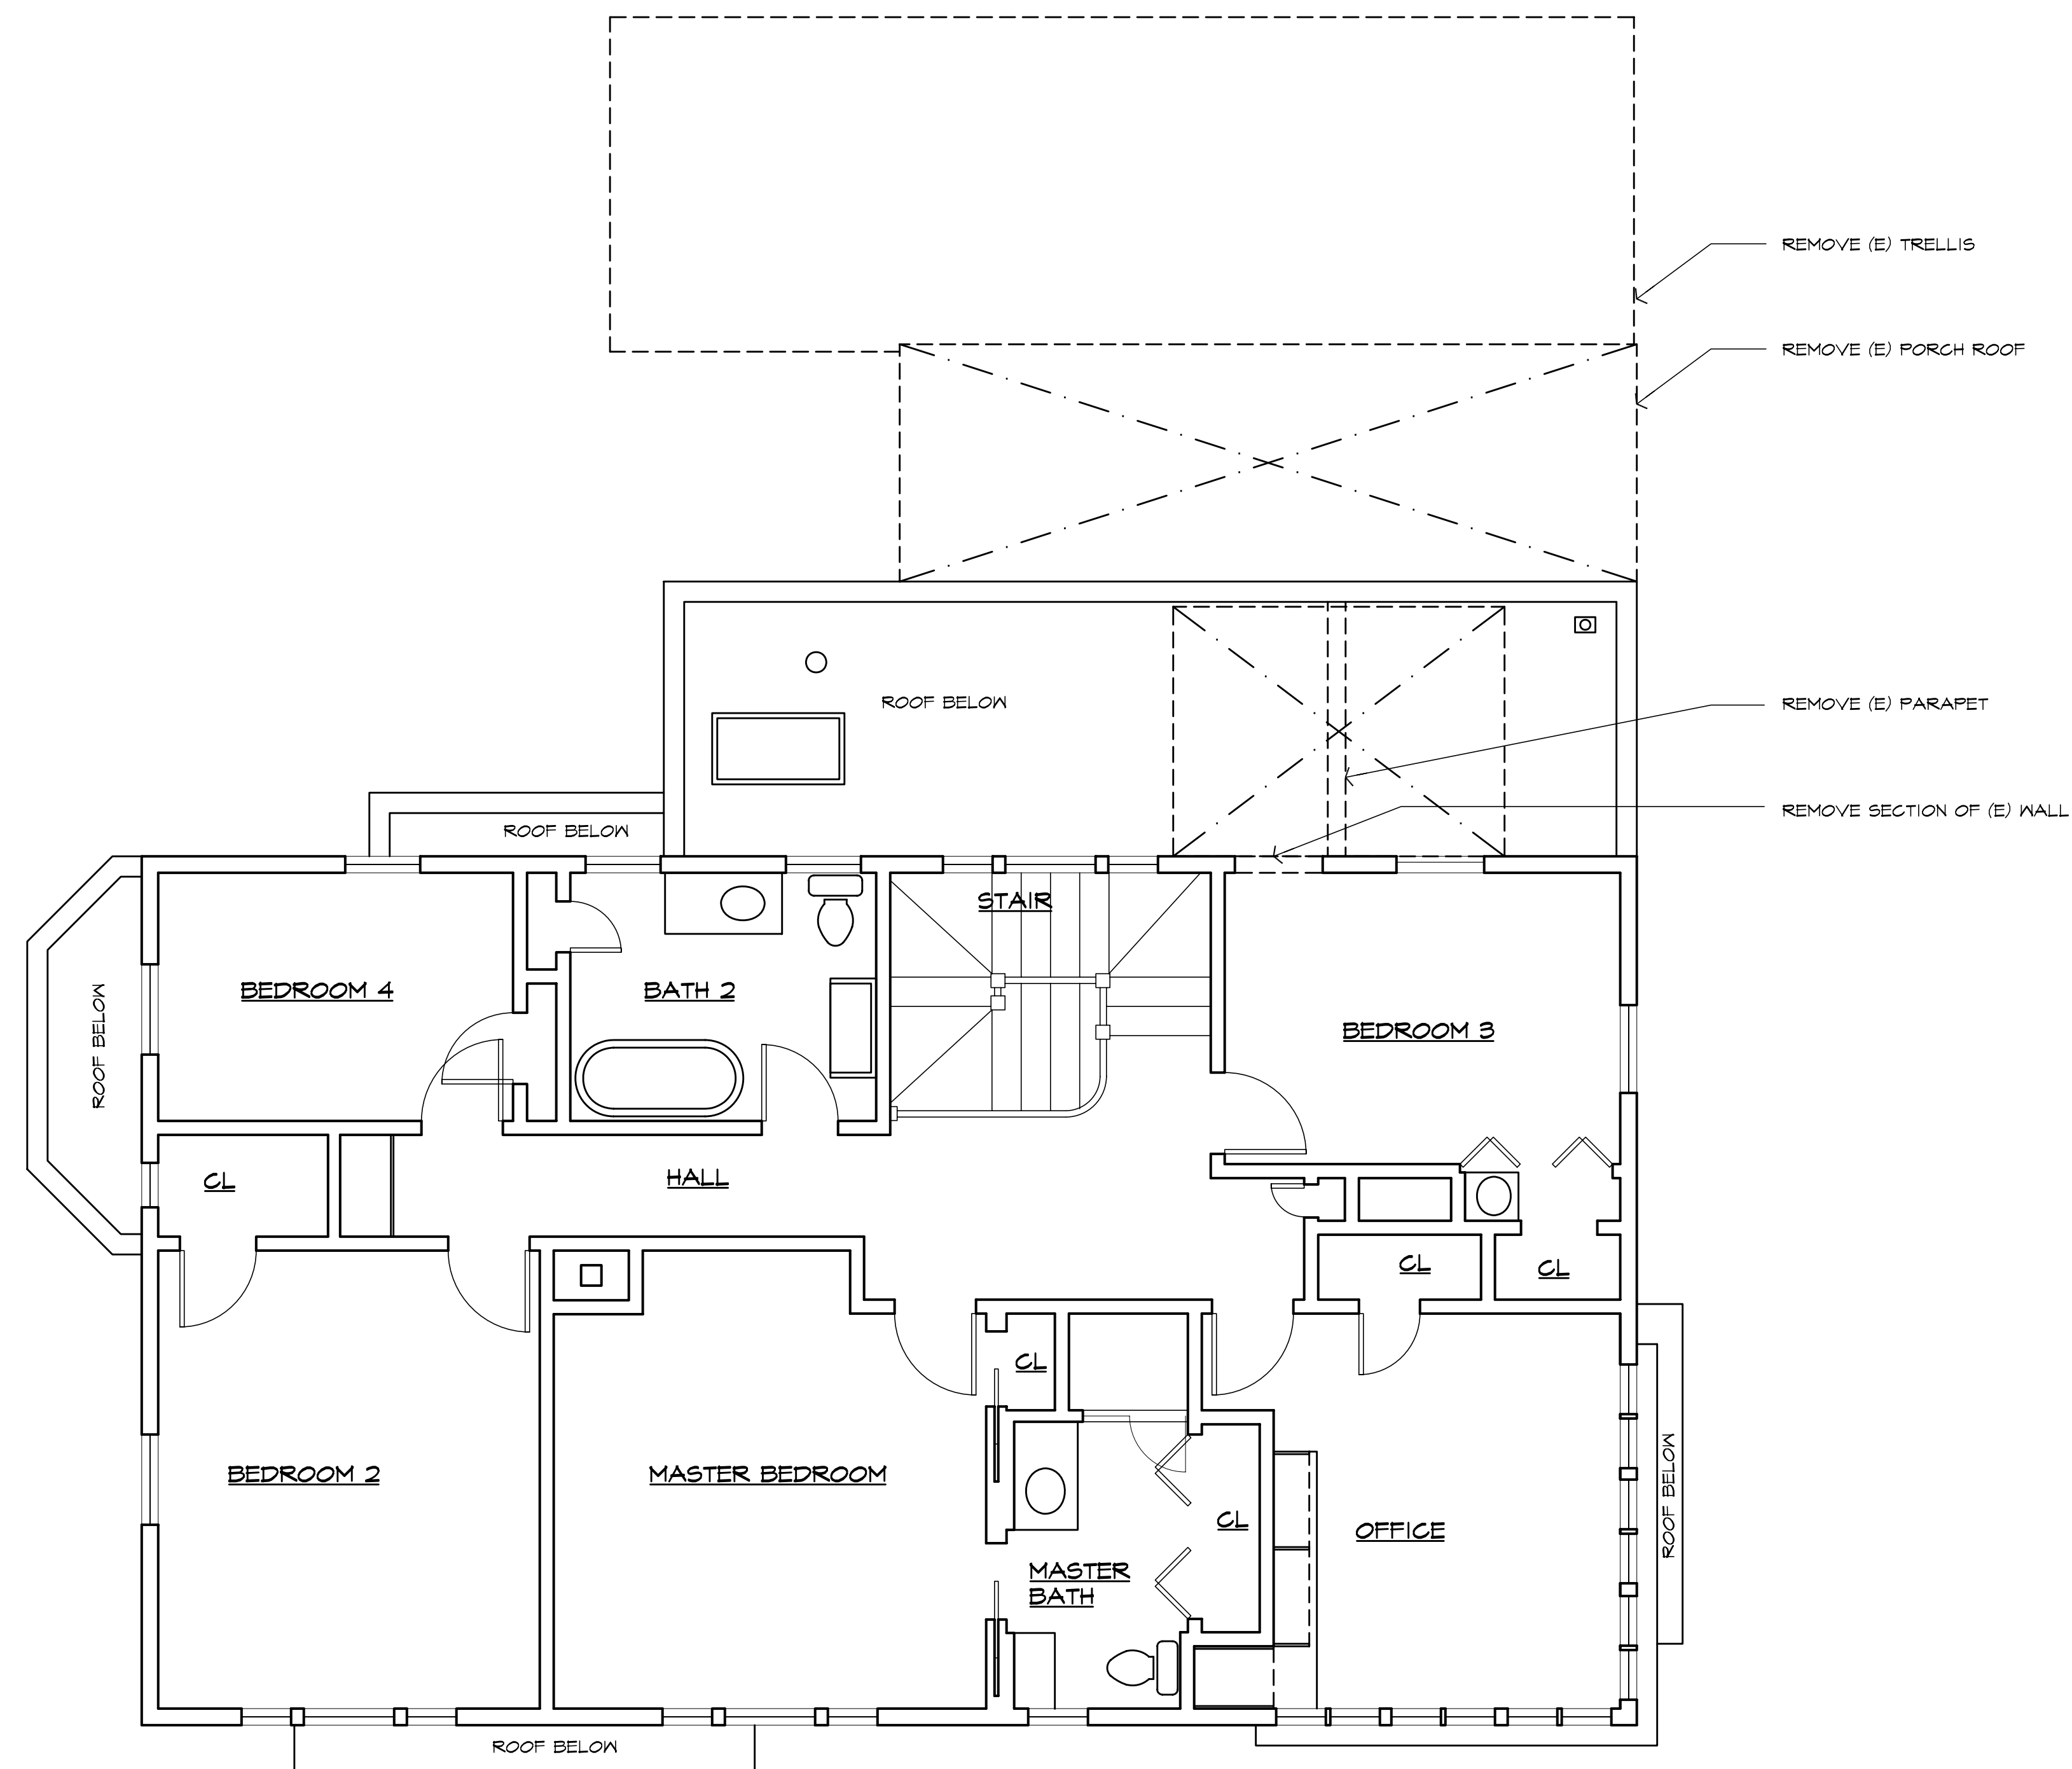 REMOVE (E) TRELLIS
REMOVE (E) PORCH ROOF
ROOF BELOW
REMOVE (E) PARAPET
REMOVE SECTION OF (E) WALL
ROOF BELOW
STAIR
BEDROOM 4
BATH 2
BEDROOM 3
ROOF BELOW
CL
HALL
CL
CL
CL
BEDROOM 2
MASTER BEDROOM
CL
OFFICE
ROOF BELOW
MASTER
BATH
ROOF BELOW